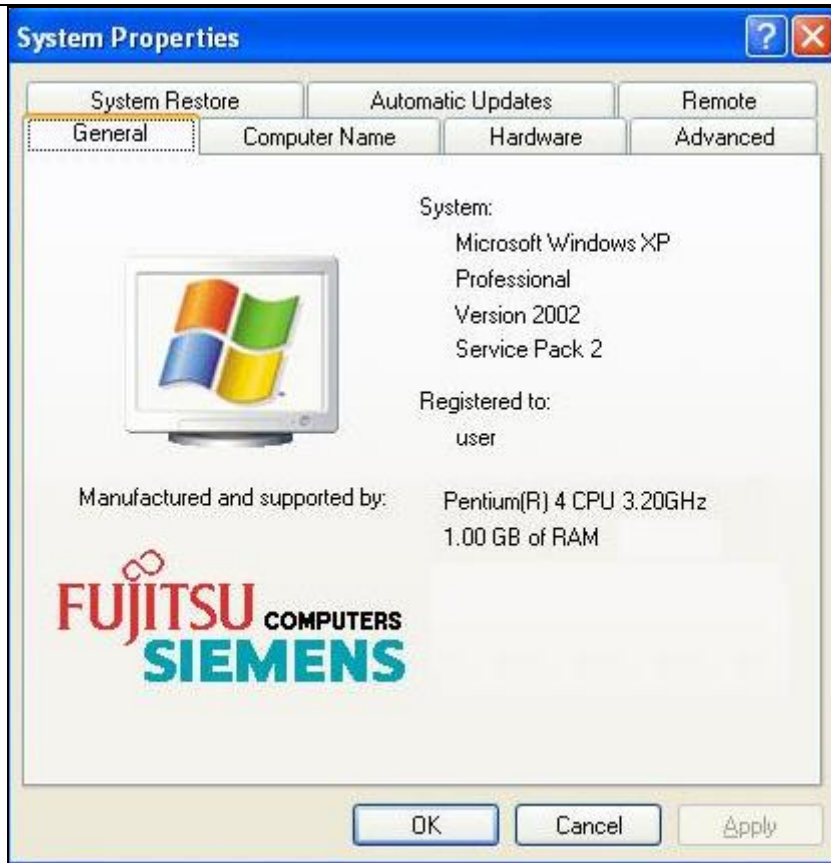 System Properties
System Restore Automatic Updates Remote
General Computer Name Hardware Advanced
System:
Microsoft Windows XP
Professional
Version 2002
Service Pack 2
Registered to:
user
Manufactured and supported by:
Pentium(R) 4 CPU 3.20GHz
1.00 GB of RAM
FUJITSU COMPUTERS
SIEMENS
OK Cancel Apply